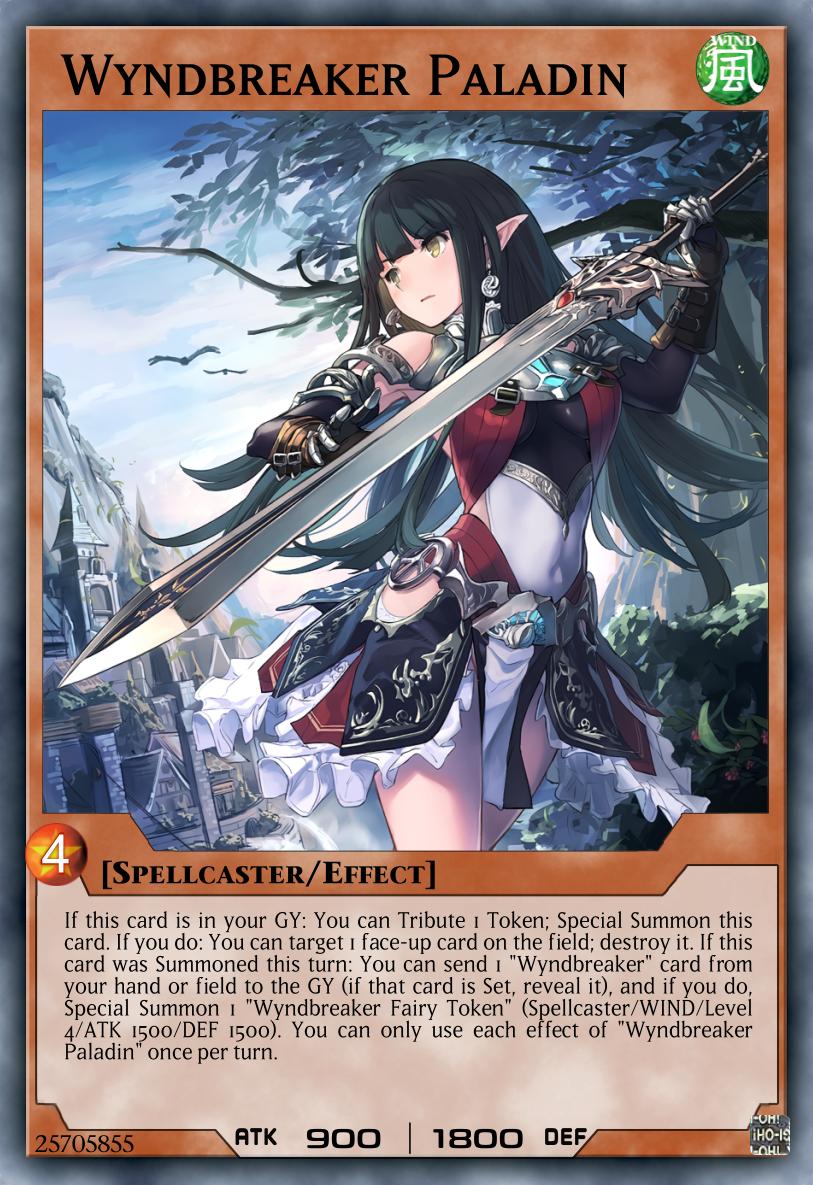 Wyndbreaker Paladin
WIND
風
4
[Spellcaster/Effect]
If this card is in your GY: You can Tribute 1 Token; Special Summon this
card. If you do: You can target 1 face-up card on the field; destroy it. If this
card was Summoned this turn: You can send 1 "Wyndbreaker" card from
your hand or field to the GY (if that card is Set, reveal it), and if you do,
Special Summon 1 "Wyndbreaker Fairy Token" (Spellcaster/WIND/Level
4/ATK 1500/DEF 1500). You can only use each effect of "Wyndbreaker
Paladin" once per turn.
25705855
ATK 900 | 1800 DEF